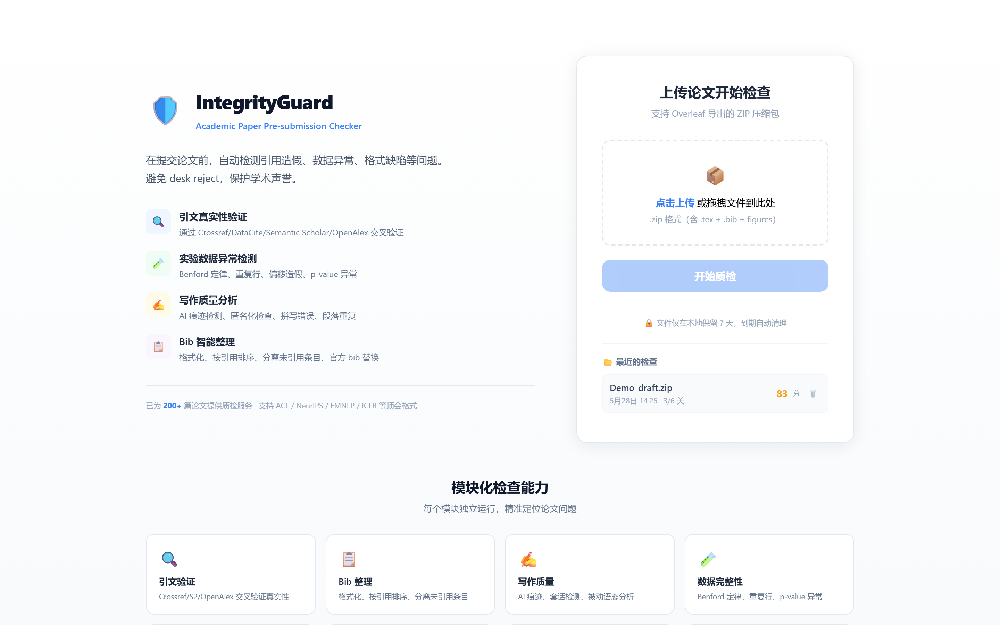 IntegrityGuard
Academic Paper Pre-submission Checker
在提交论文前，自动检测引用造假、数据异常、格式缺陷等问题。
避免 desk reject，保护学术声誉。
引文真实性验证
通过 Crossref/DataCite/Semantic Scholar/OpenAlex 交叉验证
实验数据异常检测
Benford 定律、重复行、偏移造假、p-value 异常
写作质量分析
AI 痕迹检测、匿名化检查、拼写错误、段落重复
Bib 智能整理
格式化、按引用排序、分离未引用条目、官方 bib 替换
已为 200+ 篇论文提供质检服务 · 支持 ACL / NeurIPS / EMNLP / ICLR 等顶会格式
上传论文开始检查
支持 Overleaf 导出的 ZIP 压缩包
点击上传 或拖拽文件到此处
.zip 格式（含 .tex + .bib + figures）
开始质检
文件仅在本地保留 7 天，到期自动清理
最近的检查
Demo_draft.zip
5月28日 14:25 · 3/6 关
83 分
模块化检查能力
每个模块独立运行，精准定位论文问题
引文验证
Crossref/S2/OpenAlex 交叉验证真实性
Bib 整理
格式化、按引用排序、分离未引用条目
写作质量
AI 痕迹、套话检测、被动语态分析
数据完整性
Benford 定律、重复行、p-value 异常